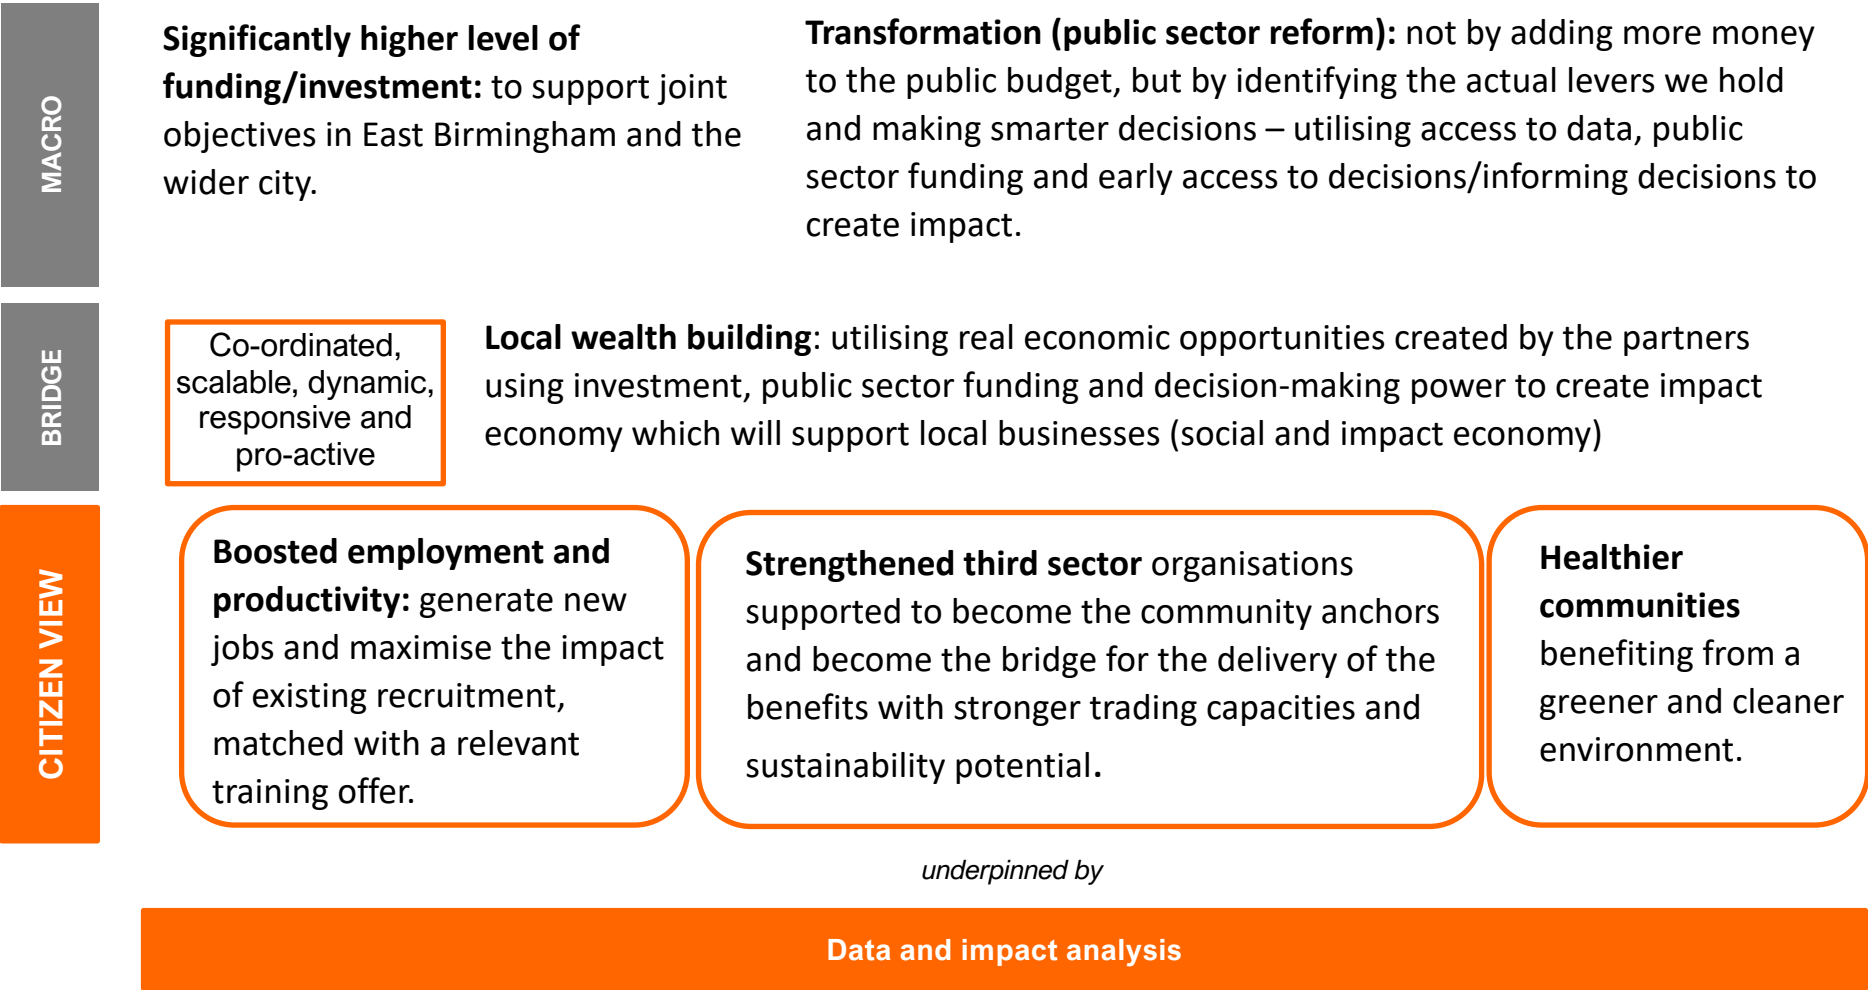 MACRO
Significantly higher level of
funding/investment: to support joint
objectives in East Birmingham and the
wider city.
Transformation (public sector reform): not by adding more money
to the public budget, but by identifying the actual levers we hold
and making smarter decisions – utilising access to data, public
sector funding and early access to decisions/informing decisions to
create impact.
BRIDGE
Co-ordinated,
scalable, dynamic,
responsive and
pro-active
Local wealth building: utilising real economic opportunities created by the partners
using investment, public sector funding and decision-making power to create impact
economy which will support local businesses (social and impact economy)
CITIZEN VIEW
Boosted employment and
productivity: generate new
jobs and maximise the impact
of existing recruitment,
matched with a relevant
training offer.
Strengthened third sector organisations
supported to become the community anchors
and become the bridge for the delivery of the
benefits with stronger trading capacities and
sustainability potential.
Healthier
communities
benefiting from a
greener and cleaner
environment.
underpinned by
Data and impact analysis